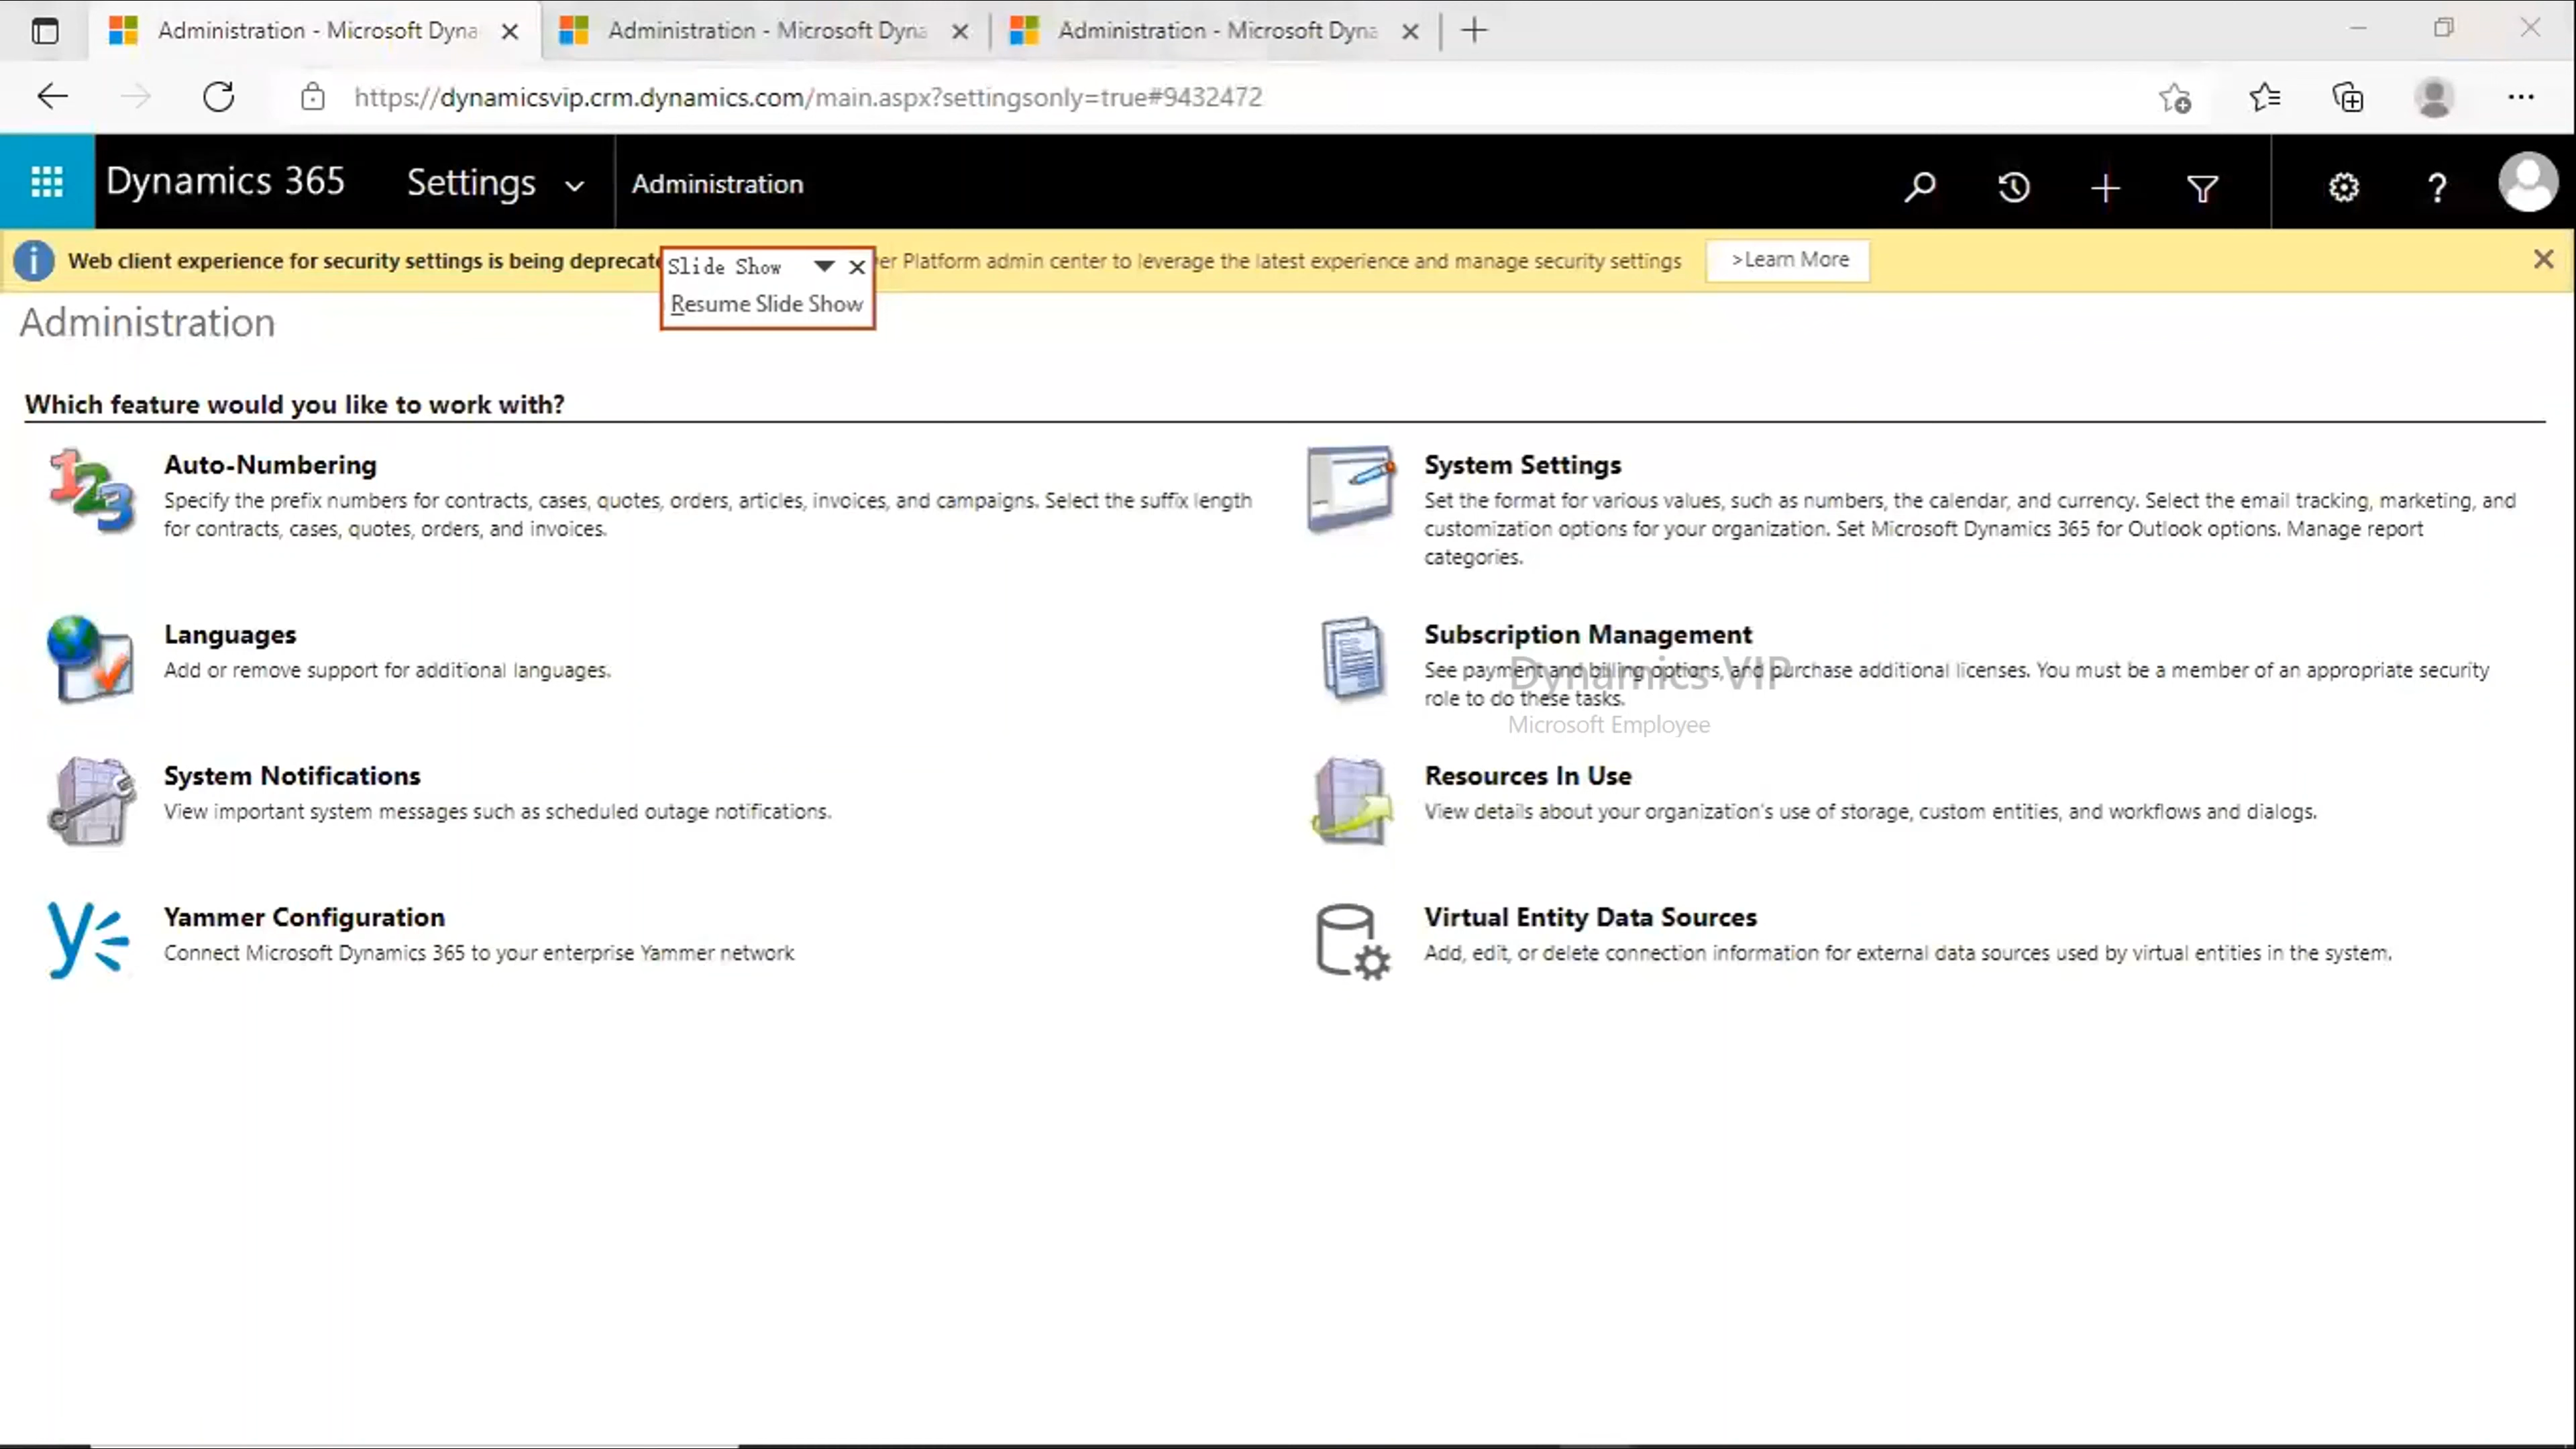 Administration - Microsoft Dyna
Administration - Microsoft Dyna
Administration - Microsoft Dyna
https://dynamicsvip.crm.dynamics.com/main.aspx?settingsonly=true#9432472
Dynamics 365
Settings
Administration
Web client experience for security settings is being deprecate
er Platform admin center to leverage the latest experience and manage security settings
>Learn More
Slide Show
Resume Slide Show
Administration
Which feature would you like to work with?
Auto-Numbering
Specify the prefix numbers for contracts, cases, quotes, orders, articles, invoices, and campaigns. Select the suffix length
for contracts, cases, quotes, orders, and invoices.
System Settings
Set the format for various values, such as numbers, the calendar, and currency. Select the email tracking, marketing, and
customization options for your organization. Set Microsoft Dynamics 365 for Outlook options. Manage report
categories.
Languages
Add or remove support for additional languages.
Subscription Management
See payment and billing options, and purchase additional licenses. You must be a member of an appropriate security
role to do these tasks.
Dynamics VIP
Microsoft Employee
System Notifications
View important system messages such as scheduled outage notifications.
Resources In Use
View details about your organization's use of storage, custom entities, and workflows and dialogs.
Yammer Configuration
Connect Microsoft Dynamics 365 to your enterprise Yammer network
Virtual Entity Data Sources
Add, edit, or delete connection information for external data sources used by virtual entities in the system.